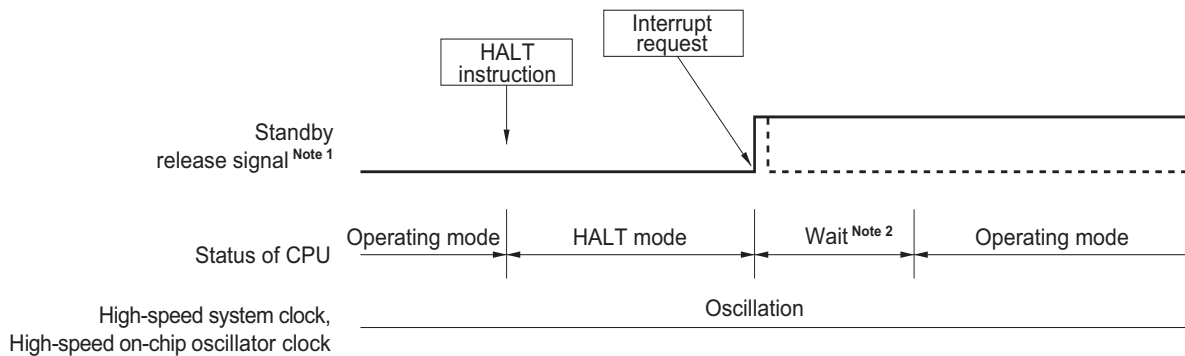 Interrupt
request
HALT
instruction
Standby
release signal Note 1
Status of CPU
Operating mode
HALT mode
Wait Note 2
Operating mode
High-speed system clock,
High-speed on-chip oscillator clock
Oscillation